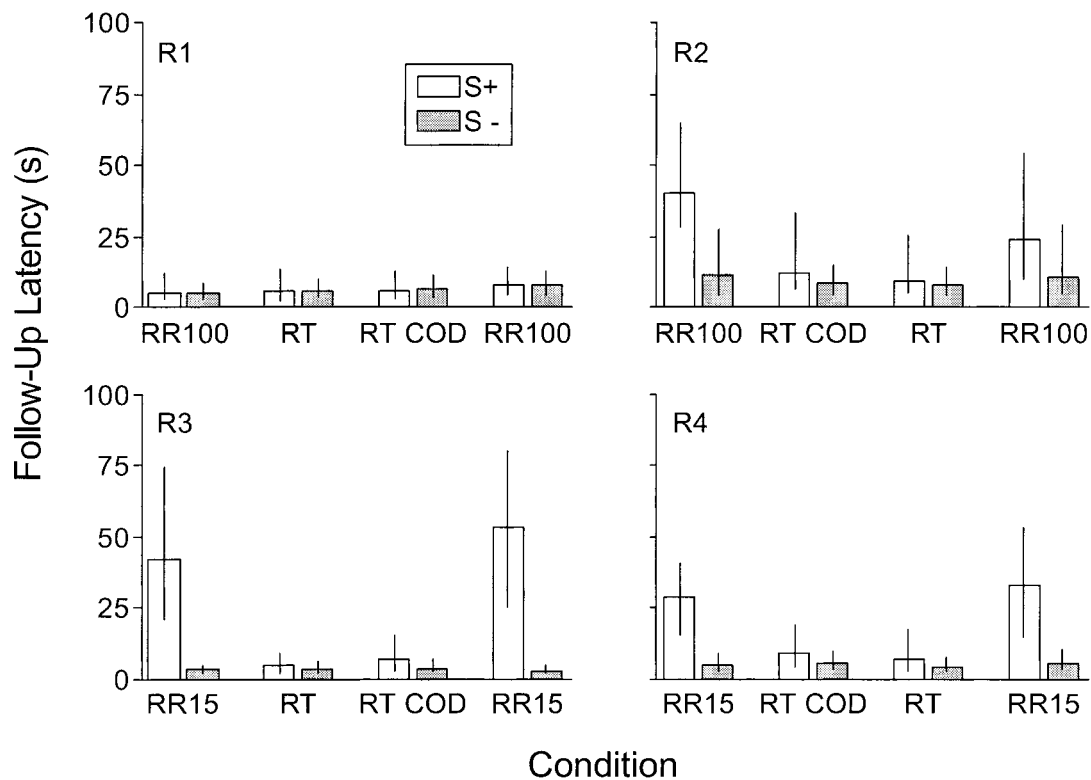 Follow-Up Latency (s)
100
75
50
25
0
R1
S+
S -
RR100 RT RT COD RR100
R2
RR100 RT COD RT RR100
100
75
50
25
0
R3
RR15 RT RT COD RR15
R4
RR15 RT COD RT RR15
Condition